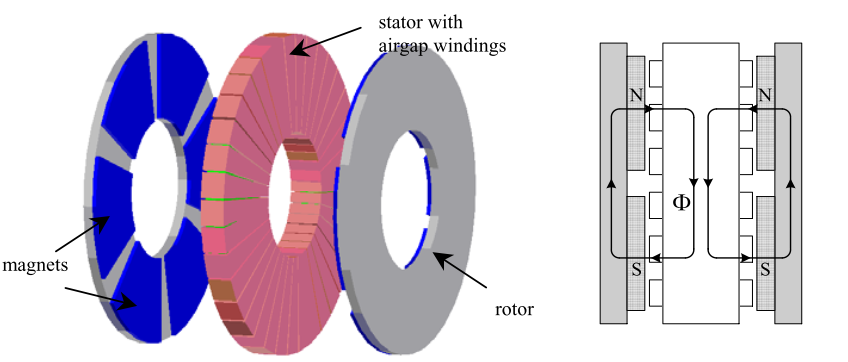 stator with
airgap windings
magnets
rotor
N
N
Φ
S
S